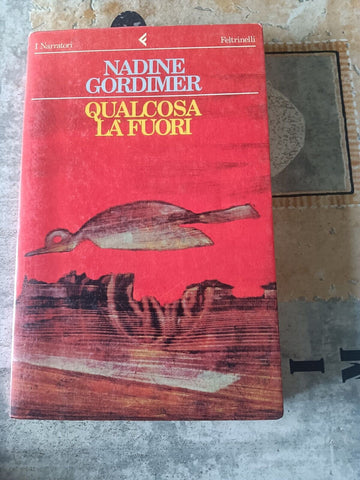 I Narratori
Feltrinelli
NADINE
GORDIMER
QUALCOSA
LÀ FUORI
I
M